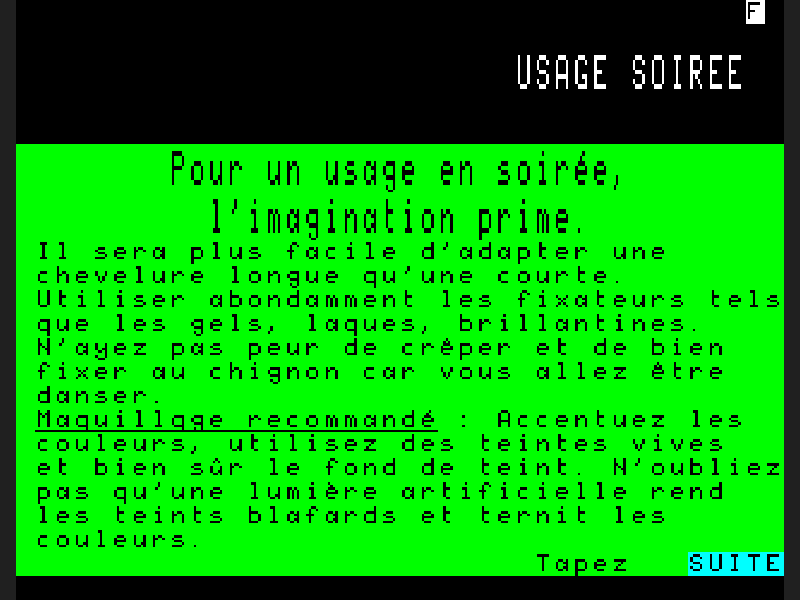 F
USAGE SOIREE
Pour un usage en soirée,
l'imagination prime.
Il sera plus facile d'adapter une
chevelure longue qu'une courte.
Utiliser abondamment les fixateurs tels
que les gels, laques, brillantines.
N'ayez pas peur de crêper et de bien
fixer au chignon car vous allez être
danser.
Maquillqge recommandé : Accentuez les
couleurs, utilisez des teintes vives
et bien sûr le fond de teint. N'oubliez
pas qu'une lumière artificielle rend
les teints blafards et ternit les
couleurs.
Tapez SUITE